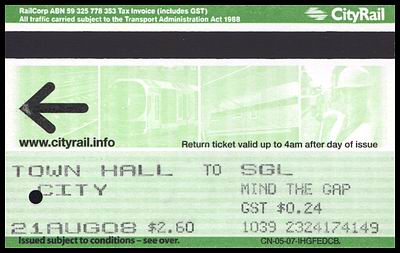 RailCorp ABN 59 325 778 353 Tax Invoice (includes GST)
All traffic carried subject to the Transport Administration Act 1988
CityRail
www.cityrail.info
Return ticket valid up to 4am after day of issue
TOWN HALL TO SGL
CITY MIND THE GAP
GST $0.24
21AUG08 $2.60 1039 2324174149
Issued subject to conditions – see over.
CN-05-07-IHGFEDCB.